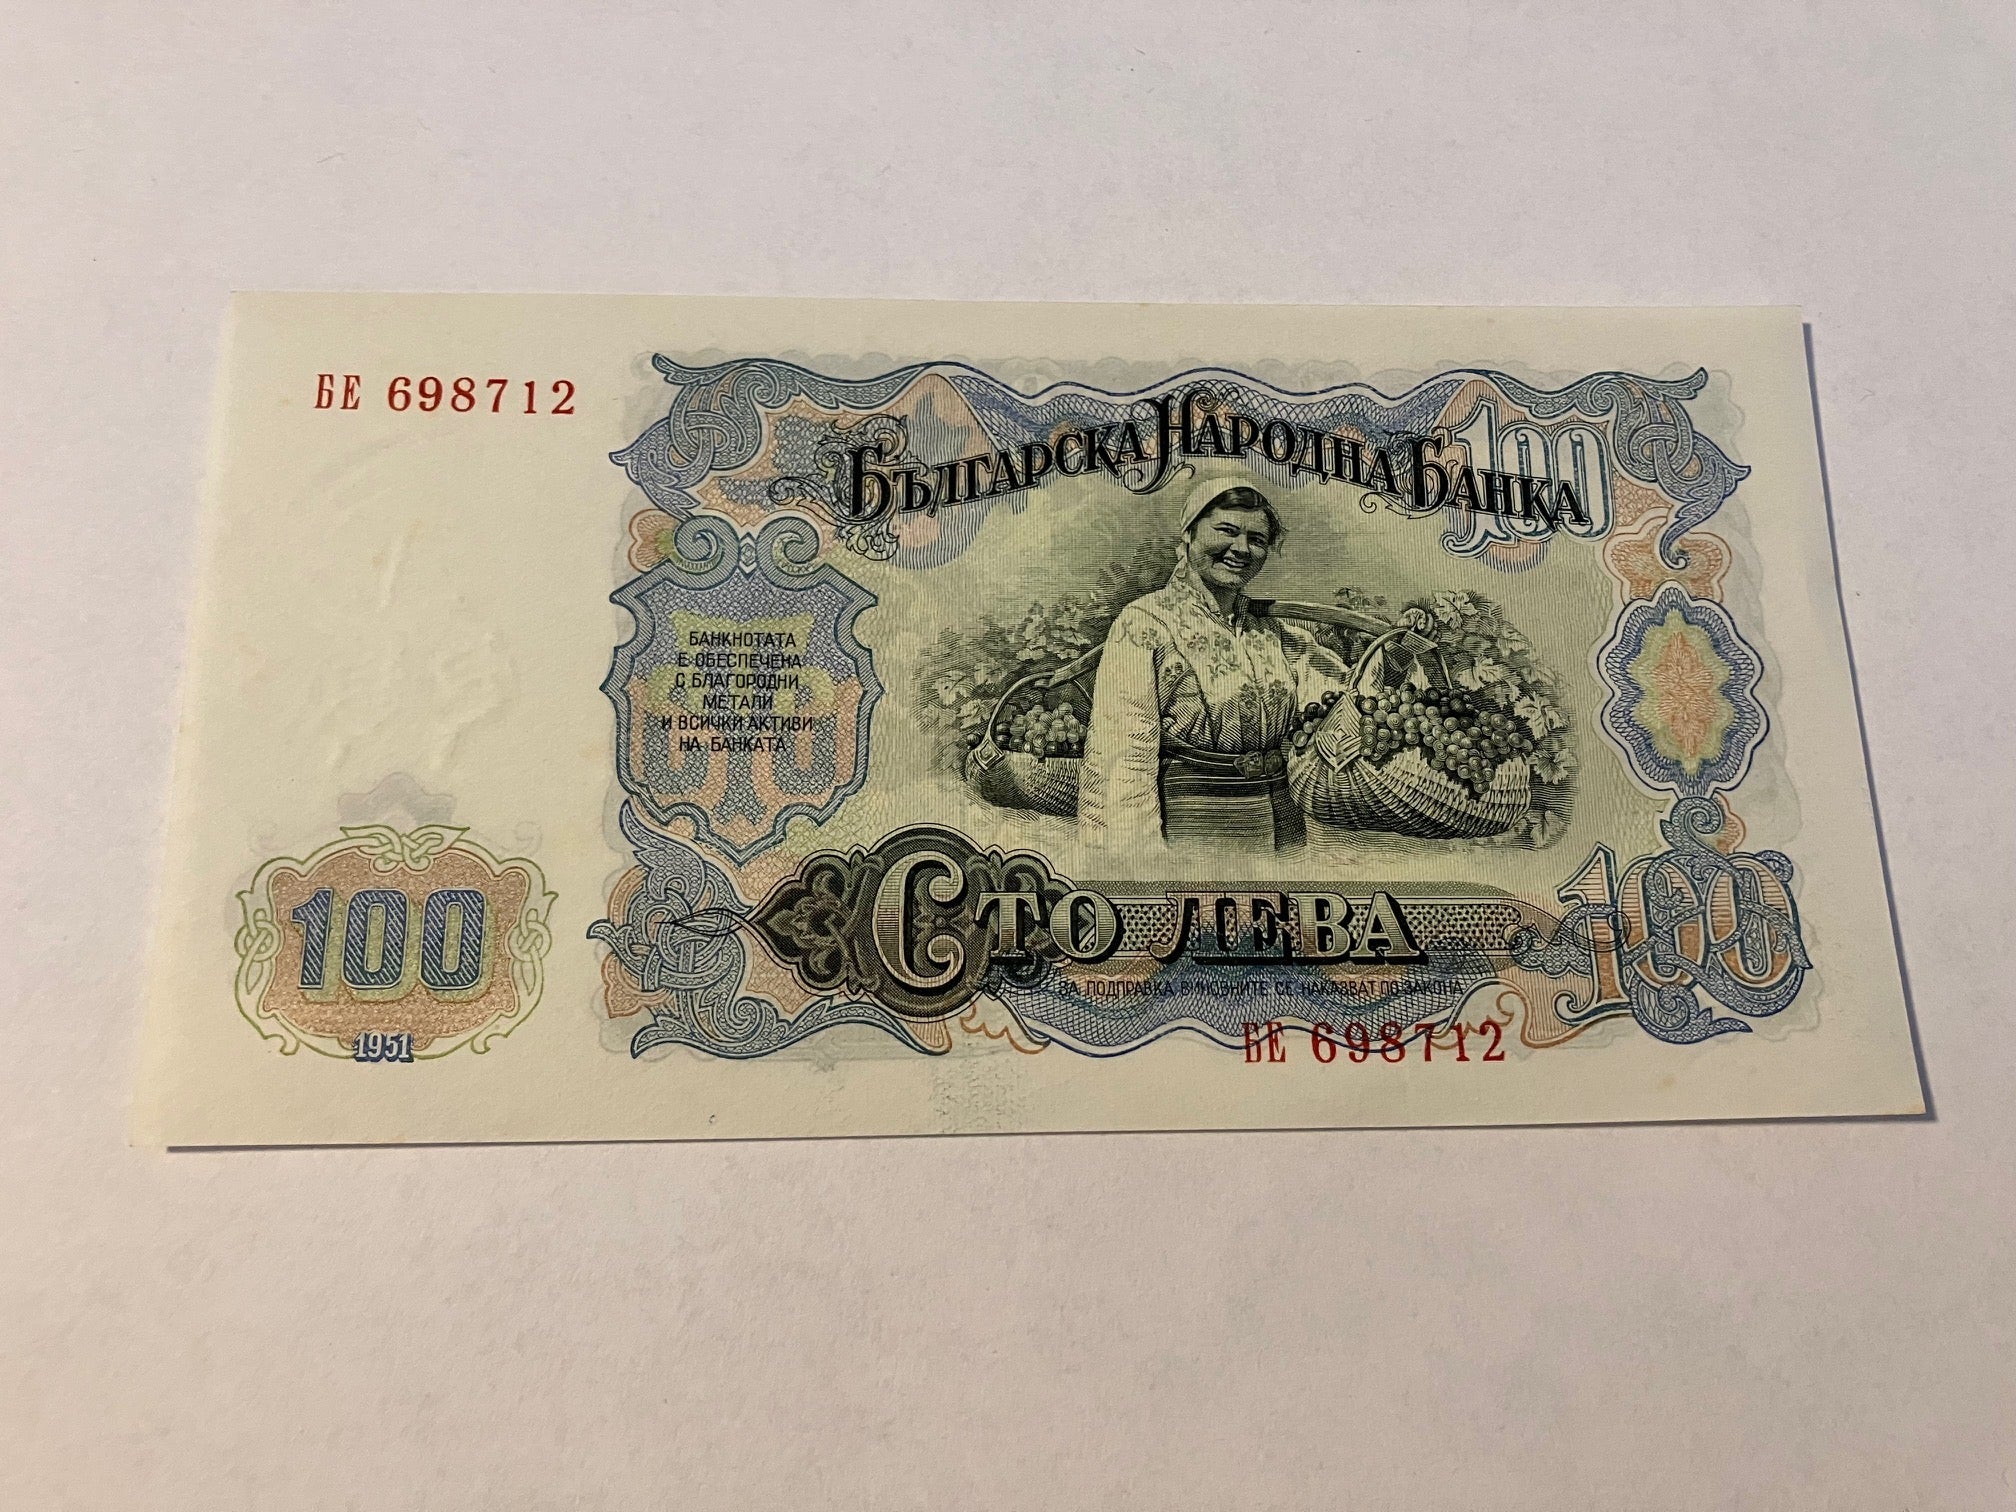 БЕ 698712
БЪЛГАРСКА НАРОДНА БАНКА
100
БАНКНОТАТА
Е ОБЕСПЕЧЕНА
С БЛАГОРОДНИ
МЕТАЛИ
И ВСИЧКИ АКТИВИ
НА БАНКАТА
СТО
СТО ЛЕВА
100
100
1951
ЗА ПОДПРАВКА ВИНОВНИТЕ СЕ НАКАЗВАТ ПО ЗАКОНА
БЕ 698712